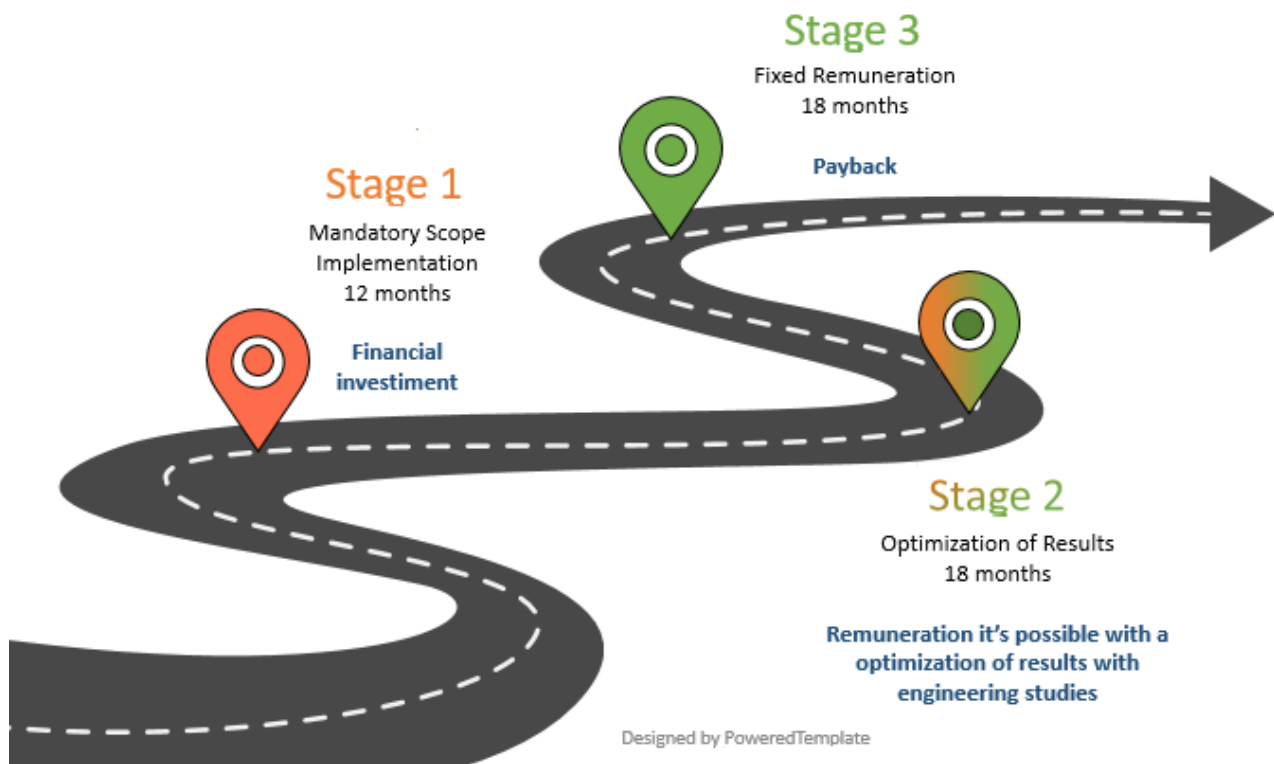 Stage 1
Mandatory Scope
Implementation
12 months
Financial
investiment
Stage 2
Optimization of Results
18 months
Remuneration it's possible with a
optimization of results with
engineering studies
Stage 3
Fixed Remuneration
18 months
Payback
Designed by PoweredTemplate